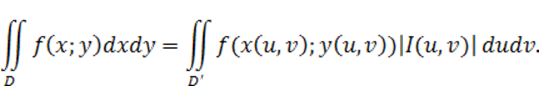 ∬_D f(x; y)dxdy = ∬_{D'} f(x(u, v); y(u, v))|I(u, v)| dudv.